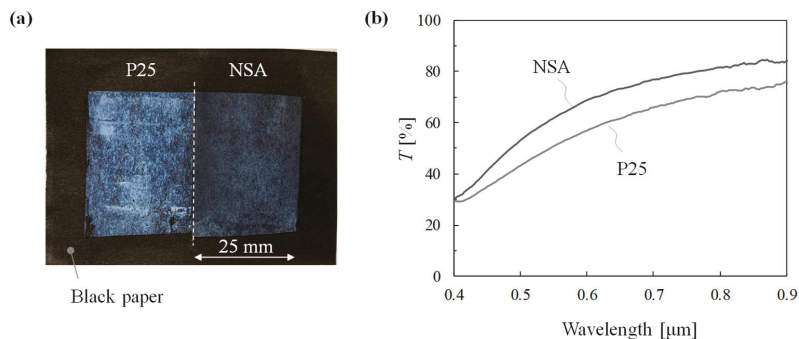 (a)
P25 NSA
25 mm
Black paper
(b)
100
80
60
40
20
0
T [%]
NSA
P25
0.4 0.5 0.6 0.7 0.8 0.9
Wavelength [μm]